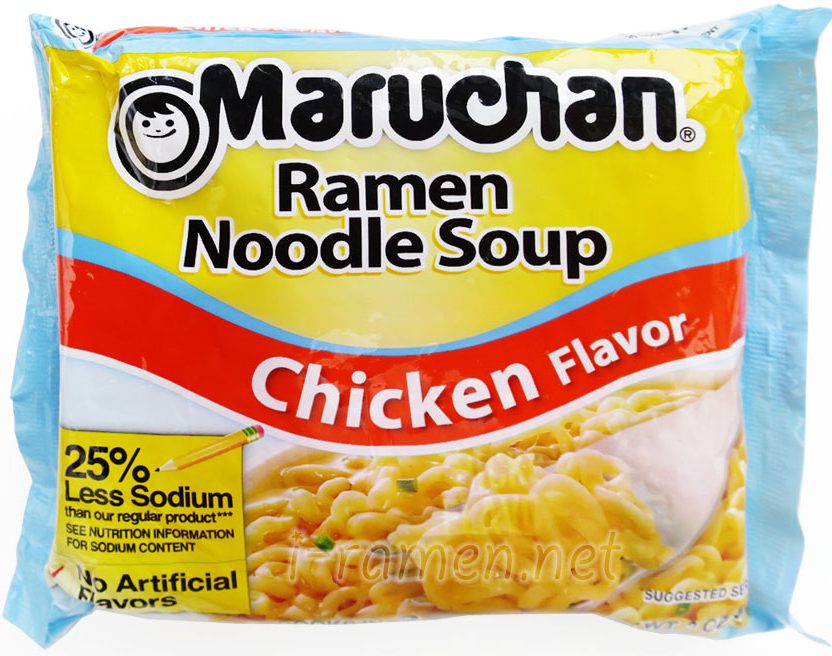 Maruchan®
Ramen
Noodle Soup
Chicken Flavor
25%
Less Sodium
than our regular product***
SEE NUTRITION INFORMATION
FOR SODIUM CONTENT
No Artificial
Flavors
i-ramen.net
SUGGESTED